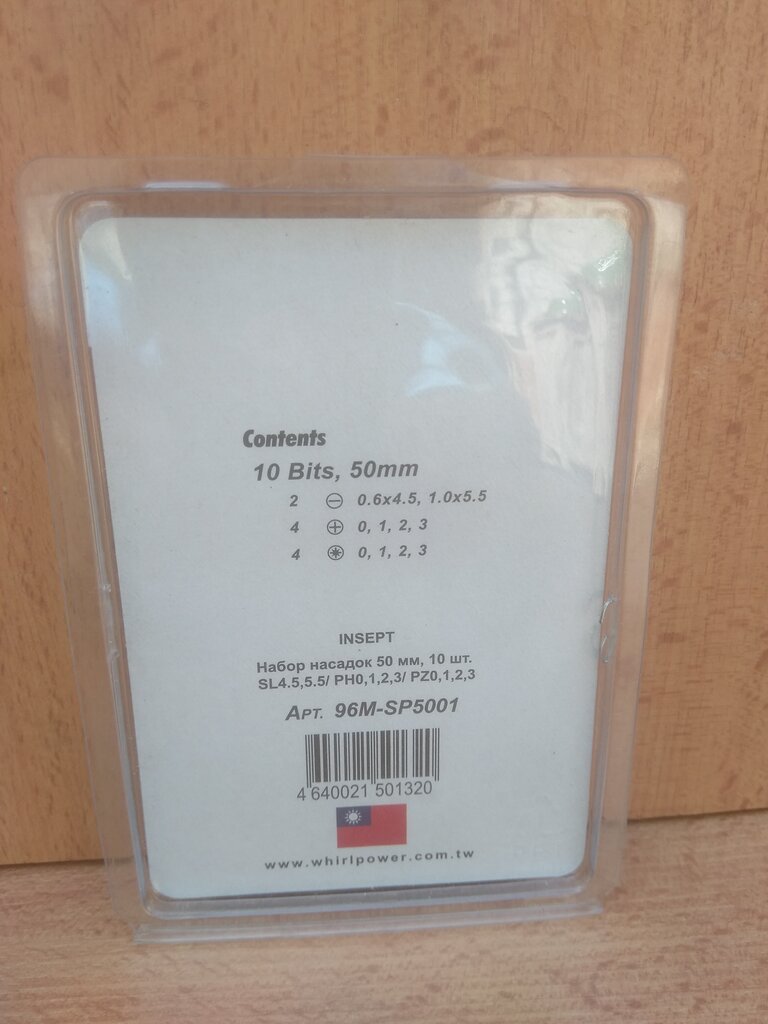 Contents
10 Bits, 50mm
2 ⊖ 0.6x4.5, 1.0x5.5
4 ⊕ 0, 1, 2, 3
4 0, 1, 2, 3
INSEPT
Набор насадок 50 мм, 10 шт.
SL4.5,5.5/ PH0,1,2,3/ PZ0,1,2,3
Арт. 96M-SP5001
4 640021 501320
www.whirlpower.com.tw